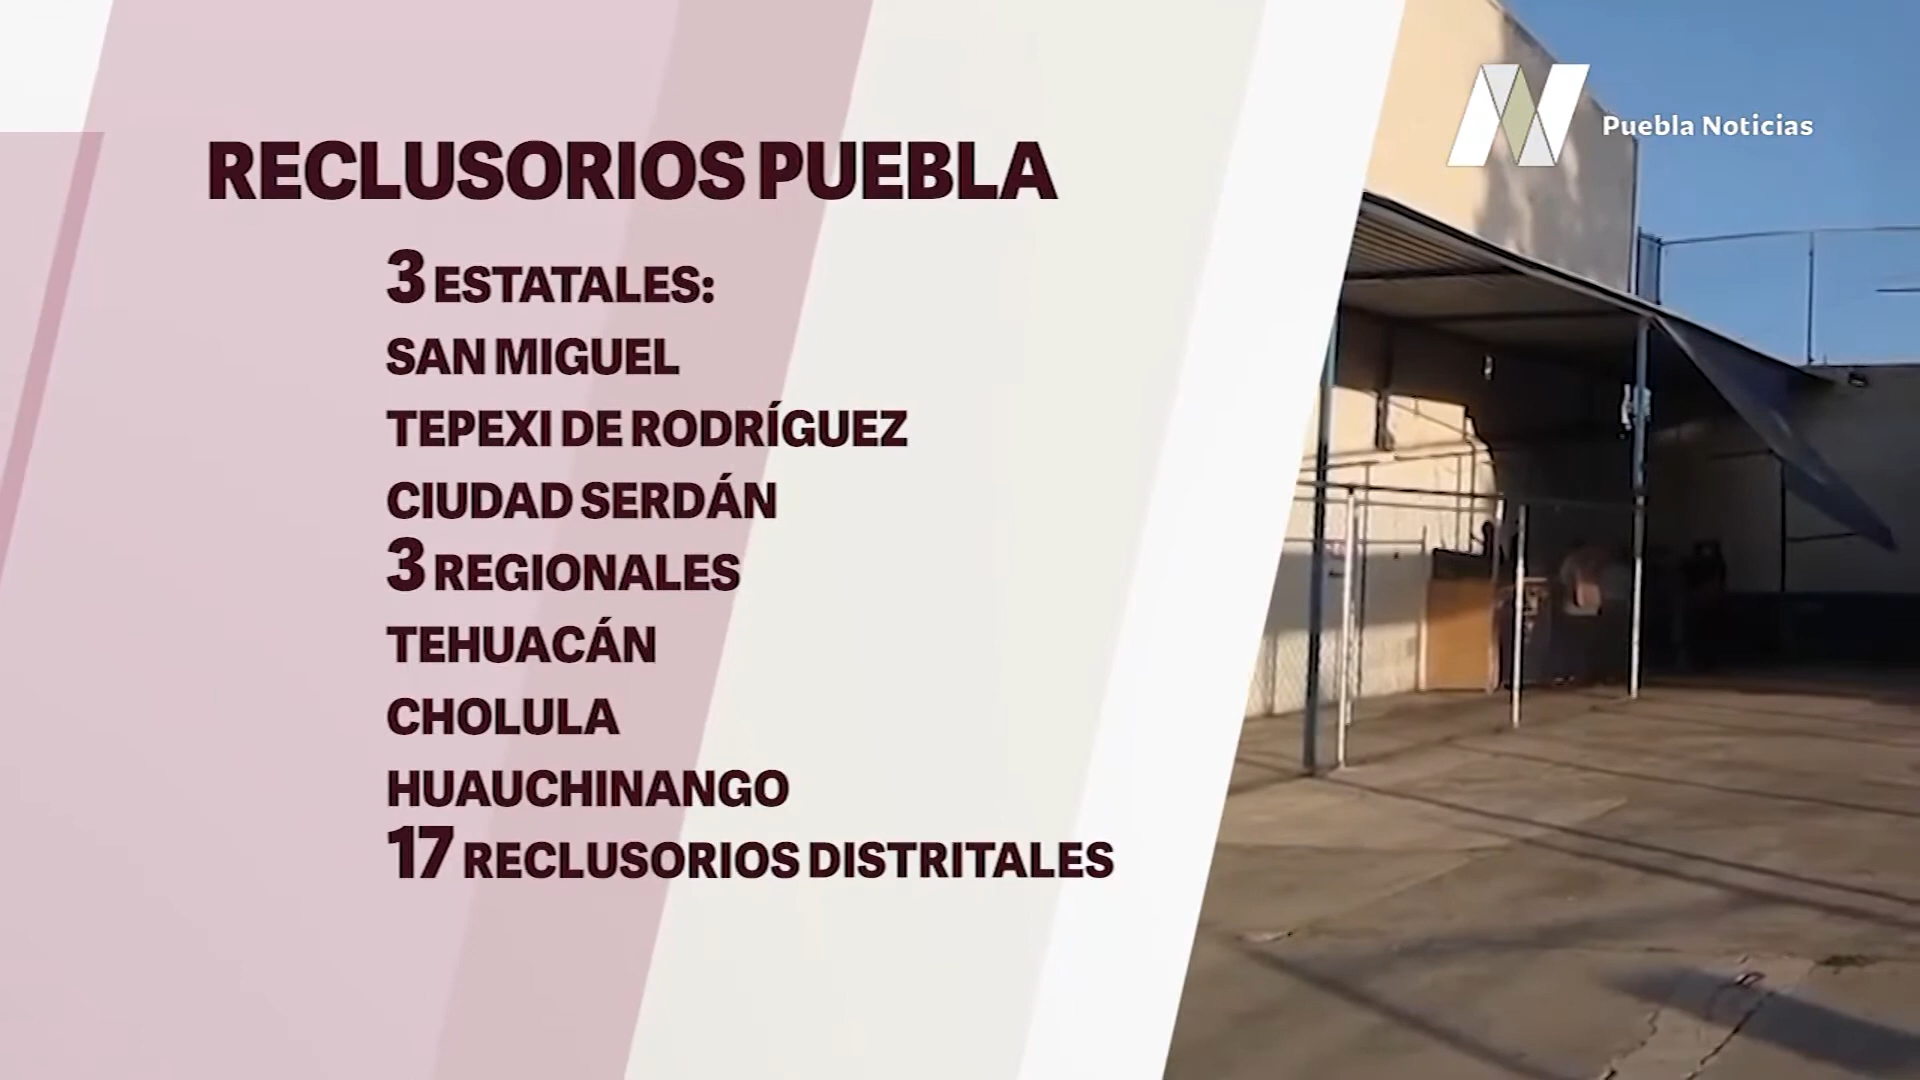 RECLUSORIOS PUEBLA
3 ESTATALES:
SAN MIGUEL
TEPEXI DE RODRÍGUEZ
CIUDAD SERDÁN
3 REGIONALES
TEHUACÁN
CHOLULA
HUAUCHINANGO
17 RECLUSORIOS DISTRITALES
Puebla Noticias